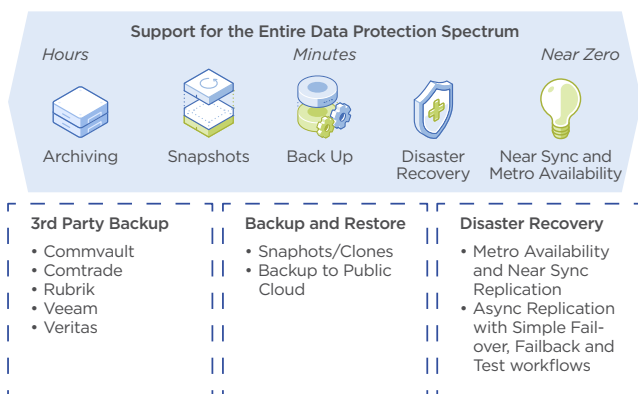 Support for the Entire Data Protection Spectrum
Hours
Minutes
Near Zero
Archiving
Snapshots
Back Up
Disaster
Recovery
Near Sync and
Metro Availability
3rd Party Backup
• Commvault
• Comtrade
• Rubrik
• Veeam
• Veritas
Backup and Restore
• Snaphots/Clones
• Backup to Public
Cloud
Disaster Recovery
• Metro Availability
and Near Sync
Replication
• Async Replication
with Simple Fail-
over, Failback and
Test workflows